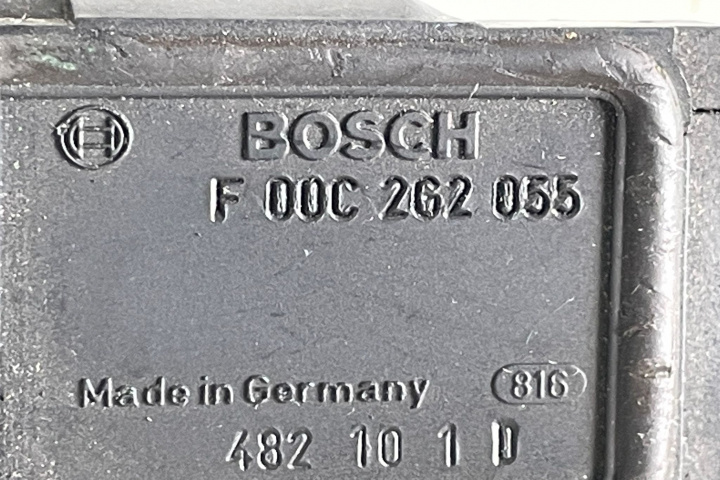 BOSCH
F 00C 262 055
Made in Germany 816
482 10 1